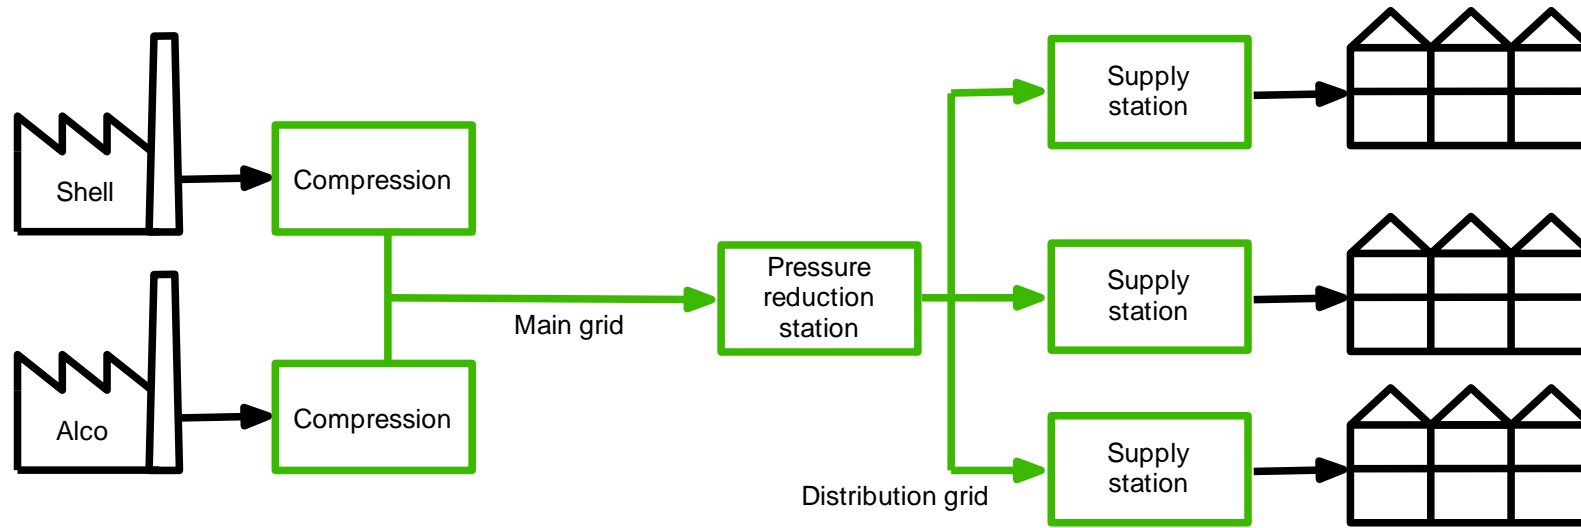 Shell
Compression
Alco
Compression
Main grid
Pressure
reduction
station
Distribution grid
Supply
station
Supply
station
Supply
station